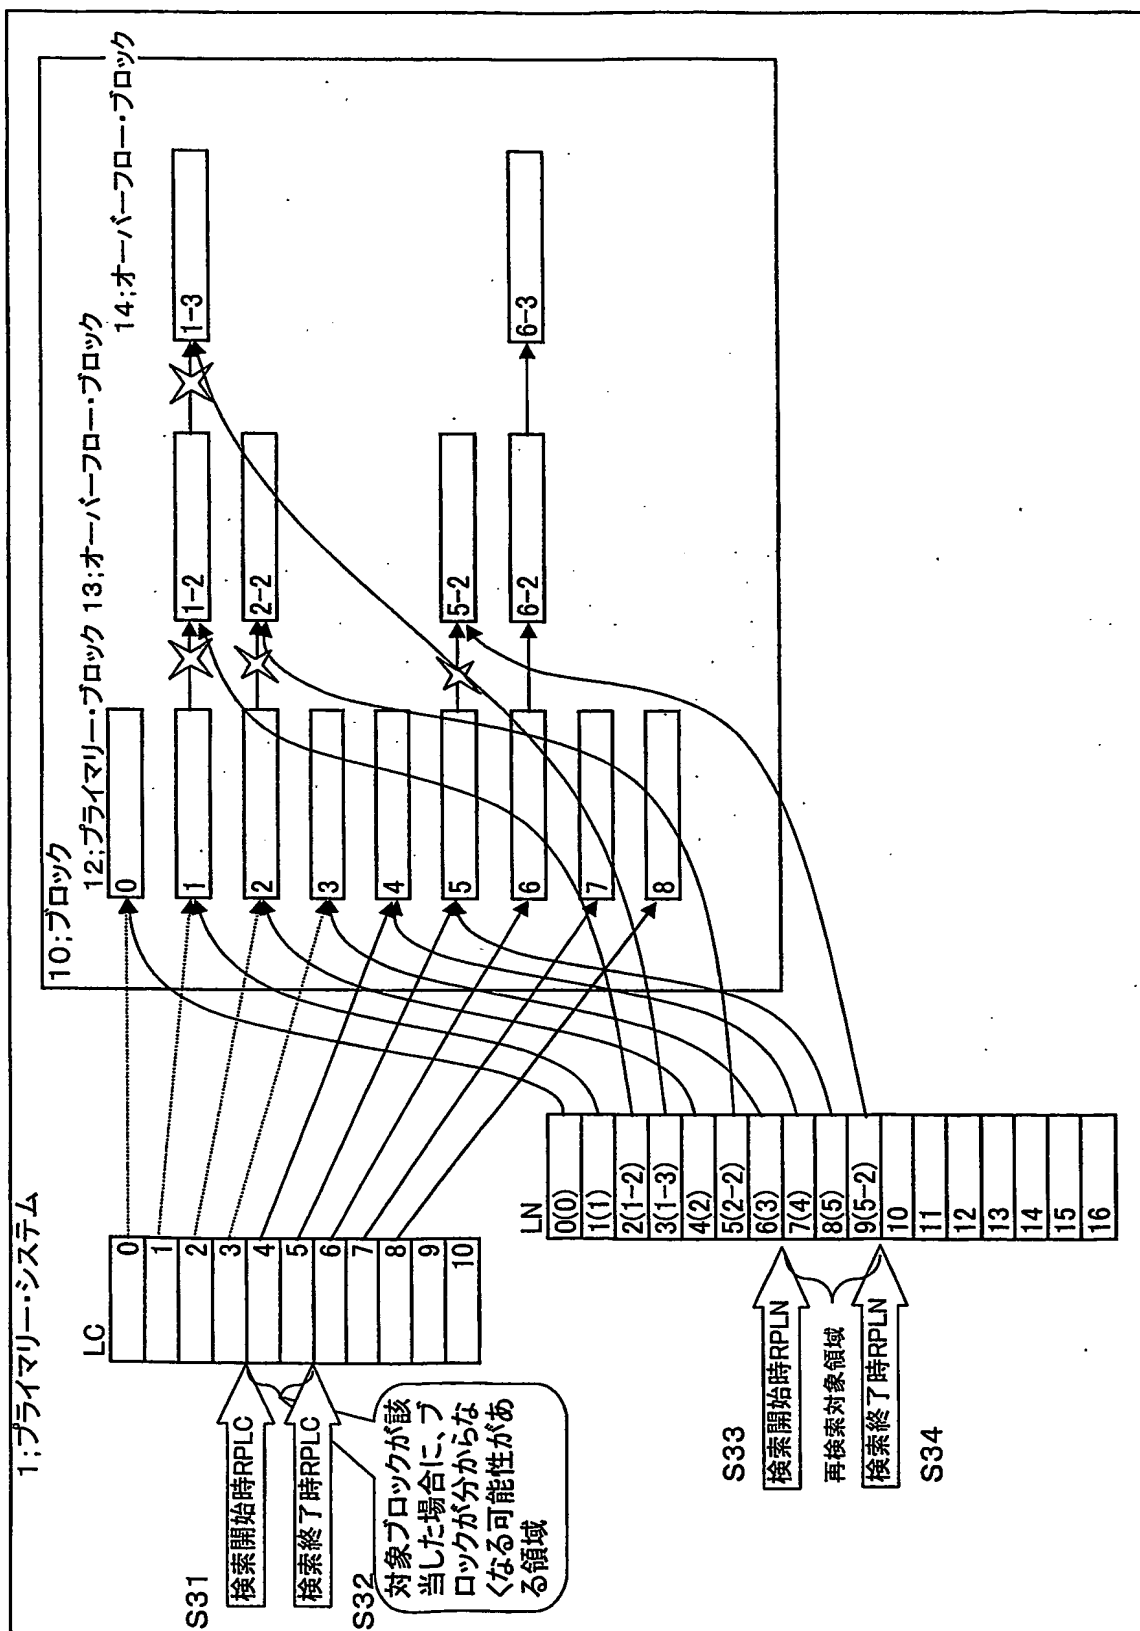 1;プライマリー・システム
10;ブロック
12;プライマリー・ブロック
13;オーバーフロー・ブロック
14;オーバーフロー・ブロック
LC
0
1
2
3
4
5
6
7
8
9
10
S31
検索開始時RPLC
検索終了時RPLC
S32
対象ブロックが該
当した場合に、ブ
ロックが分からな
くなる可能性があ
る領域
0
1
2
3
4
5
6
7
8
1-2
2-2
5-2
6-2
1-3
6-3
LN
0(0)
1(1)
2(1-2)
3(1-3)
4(2)
5(2-2)
6(3)
7(4)
8(5)
9(5-2)
10
11
12
13
14
15
16
S33
検索開始時RPLN
再検索対象領域
検索終了時RPLN
S34